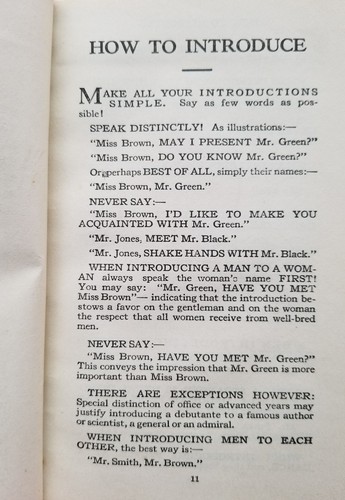 HOW TO INTRODUCE
MAKE ALL YOUR INTRODUCTIONS
SIMPLE. Say as few words as pos-
sible!
SPEAK DISTINCTLY! As illustrations:—
"Miss Brown, MAY I PRESENT Mr. Green?"
"Miss Brown, DO YOU KNOW Mr. Green?"
Or perhaps BEST OF ALL, simply their names:—
"Miss Brown, Mr. Green."
NEVER SAY:—
"Miss Brown, I'D LIKE TO MAKE YOU
ACQUAINTED WITH Mr. Green."
"Mr. Jones, MEET Mr. Black."
"Mr. Jones, SHAKE HANDS WITH Mr. Black."
WHEN INTRODUCING A MAN TO A WOM-
AN always speak the woman's name FIRST!
You may say: "Mr. Green, HAVE YOU MET
Miss Brown"— indicating that the introduction be-
stows a favor on the gentleman and on the woman
the respect that all women receive from well-bred
men.
NEVER SAY:—
"Miss Brown, HAVE YOU MET Mr. Green?"
This conveys the impression that Mr. Green is more
important than Miss Brown.
THERE ARE EXCEPTIONS HOWEVER:
Special distinction of office or advanced years may
justify introducing a debutante to a famous author
or scientist, a general or an admiral.
WHEN INTRODUCING MEN TO EACH
OTHER, the best way is:—
"Mr. Smith, Mr. Brown."
11